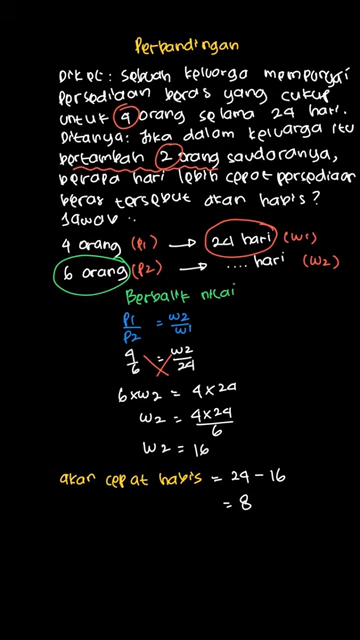 Perbandingan
Diket : sebuah keluarga mempunyai
persediaan beras yang cukup
untuk 4 orang selama 24 hari.
Ditanya : Jika dalam keluarga itu
bertambah 2 orang saudaranya,
berapa hari lebih cepat persediaan
beras tersebut akan habis?
Jawab :
4 orang (P1) → 24 hari (W1)
6 orang (P2) → .... hari (W2)
Berbalik nilai
P1/P2 = W2/W1
4/6 = W2/24
6 x W2 = 4 x 24
W2 = 4 x 24/6
W2 = 16
akan cepat habis = 24 - 16
= 8